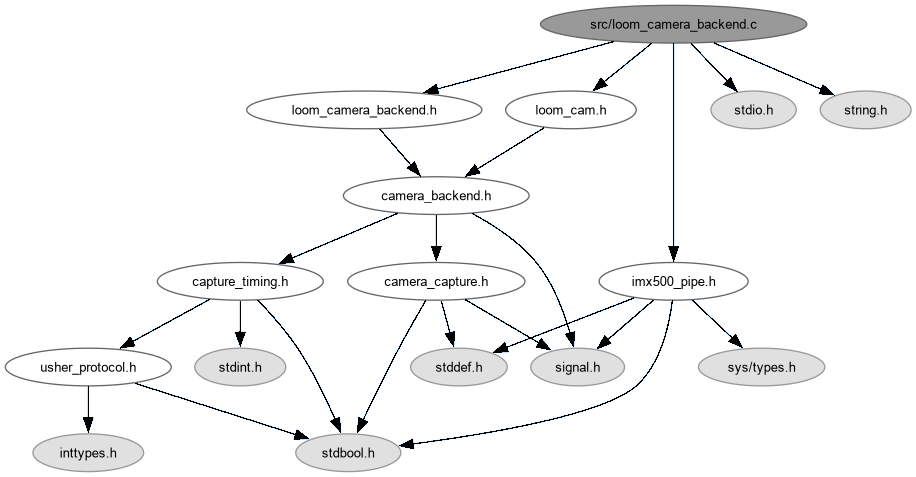 src/loom_camera_backend.c
loom_camera_backend.h
loom_cam.h
stdio.h
string.h
camera_backend.h
capture_timing.h
camera_capture.h
imx500_pipe.h
usher_protocol.h
stdint.h
stddef.h
signal.h
sys/types.h
inttypes.h
stdbool.h